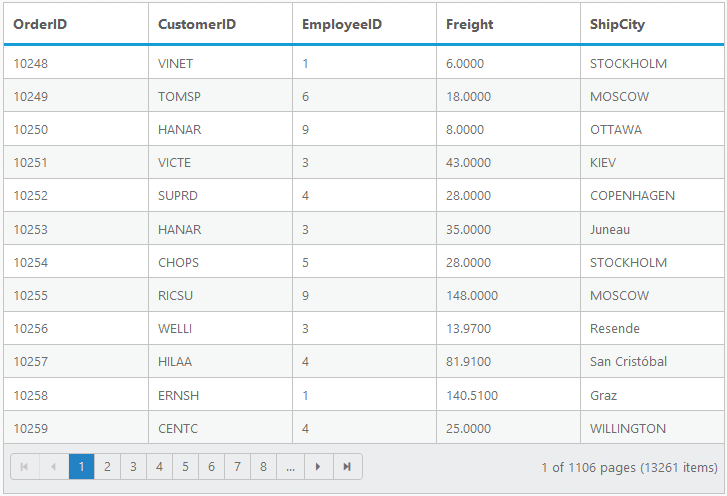 OrderID CustomerID EmployeeID Freight ShipCity
10248 VINET 1 6.0000 STOCKHOLM
10249 TOMSP 6 18.0000 MOSCOW
10250 HANAR 9 8.0000 OTTAWA
10251 VICTE 3 43.0000 KIEV
10252 SUPRD 4 28.0000 COPENHAGEN
10253 HANAR 3 35.0000 Juneau
10254 CHOPS 5 28.0000 STOCKHOLM
10255 RICSU 9 148.0000 MOSCOW
10256 WELLI 3 13.9700 Resende
10257 HILAA 4 81.9100 San Cristóbal
10258 ERNSH 1 140.5100 Graz
10259 CENTC 4 25.0000 WILLINGTON
1 2 3 4 5 6 7 8 ... 1 of 1106 pages (13261 items)